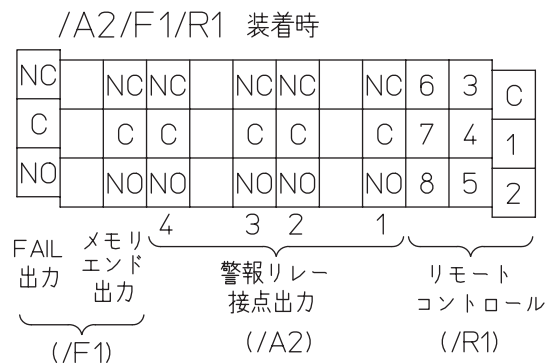 /A2/F1/R1 装着時
NC NC NC NC NC NC 6 3 C
C C C C C C 7 4 1
NO NO NO NO NO NO 8 5 2
4 3 2 1
FAIL
出力
メモリ
エンド
出力
警報リレー
接点出力
リモート
コントロール
(/F1) (/A2) (/R1)